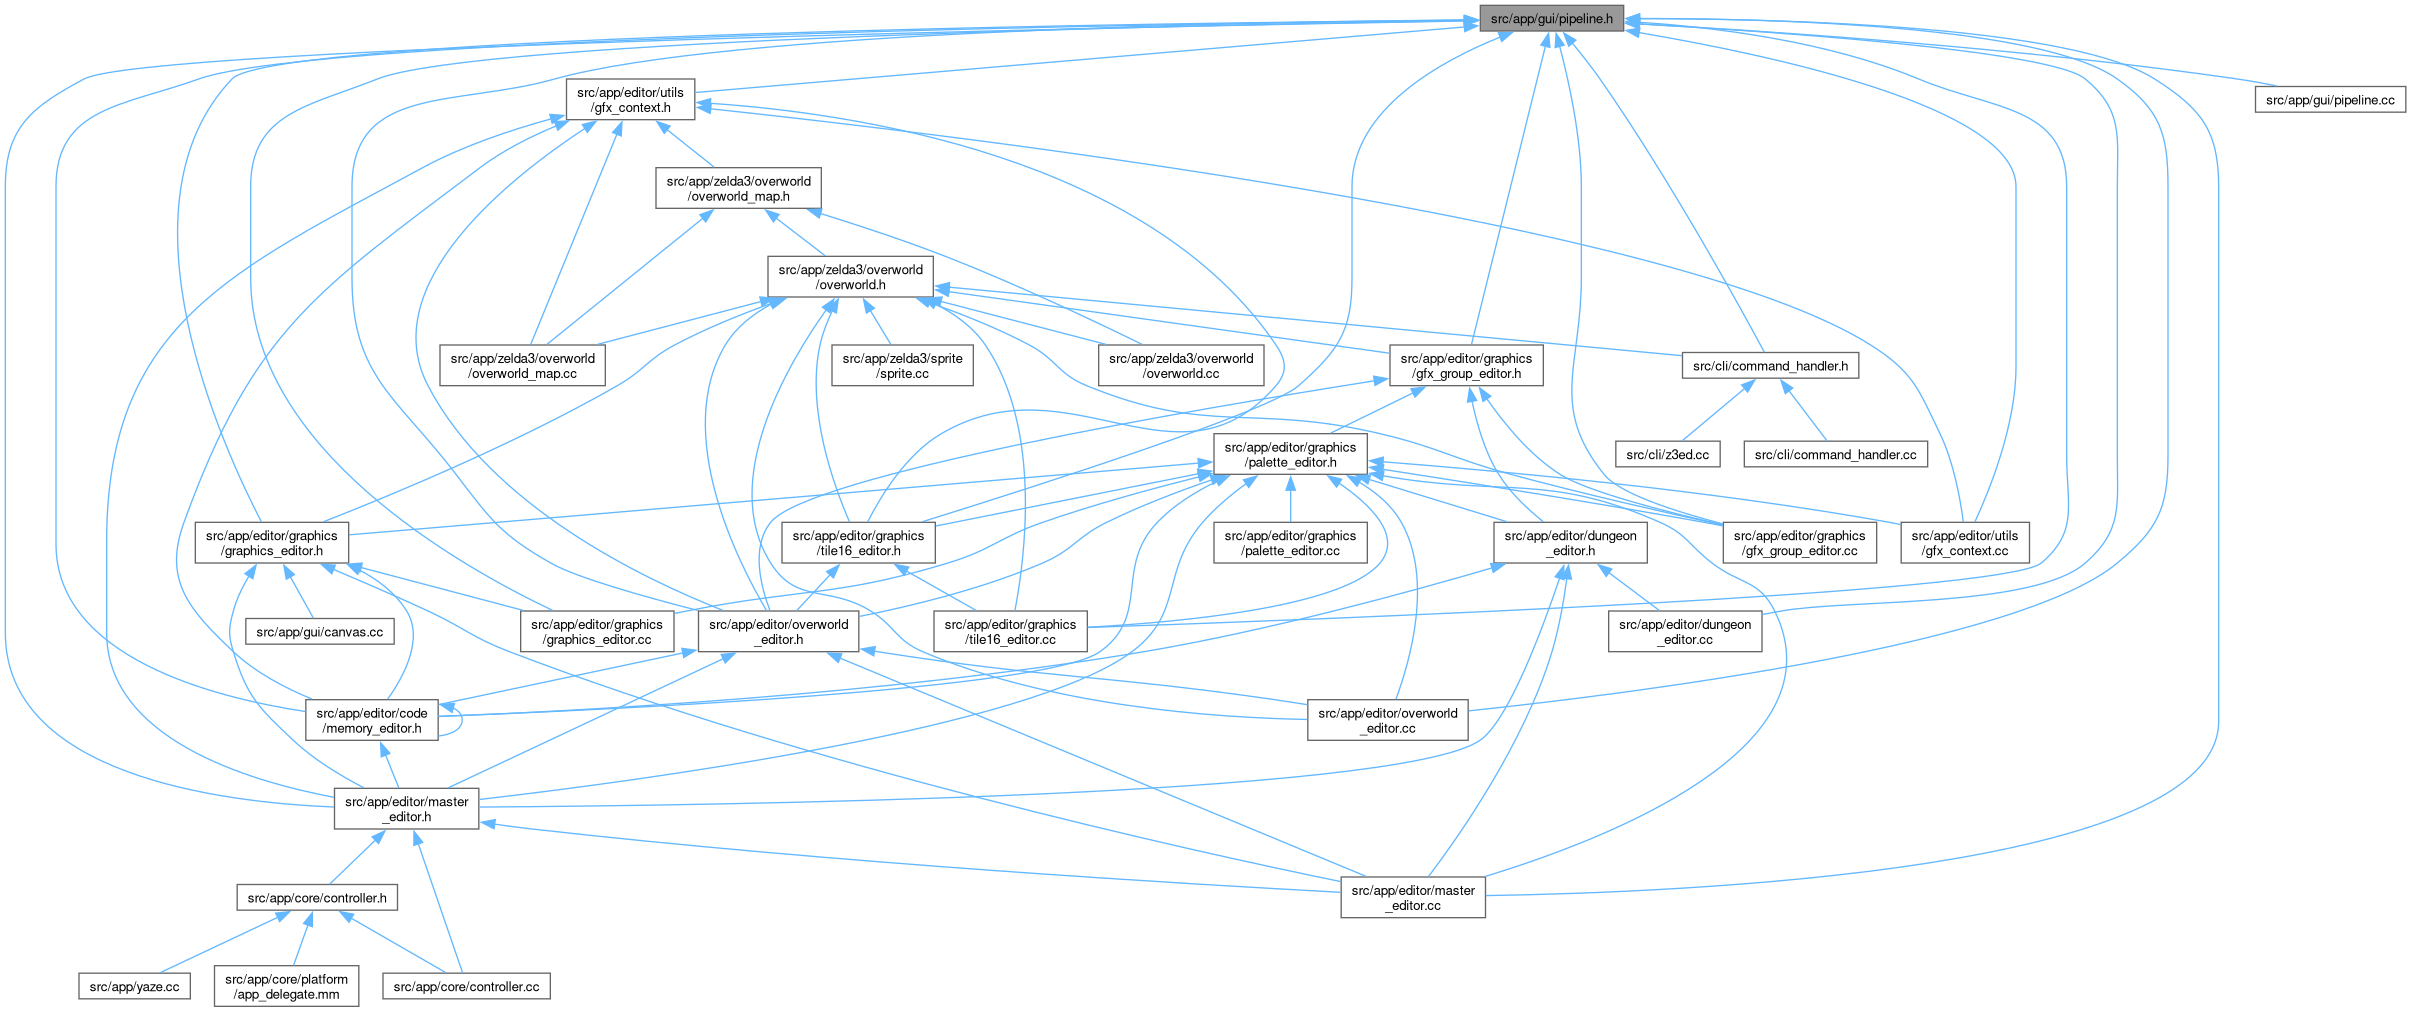 src/app/gui/pipeline.h
src/app/editor/utils
/gfx_context.h
src/app/gui/pipeline.cc
src/app/zelda3/overworld
/overworld_map.h
src/app/zelda3/overworld
/overworld.h
src/app/zelda3/overworld
/overworld_map.cc
src/app/zelda3/sprite
/sprite.cc
src/app/zelda3/overworld
/overworld.cc
src/app/editor/graphics
/gfx_group_editor.h
src/cli/command_handler.h
src/app/editor/graphics
/palette_editor.h
src/cli/z3ed.cc
src/cli/command_handler.cc
src/app/editor/graphics
/graphics_editor.h
src/app/editor/graphics
/tile16_editor.h
src/app/editor/graphics
/palette_editor.cc
src/app/editor/dungeon
_editor.h
src/app/editor/graphics
/gfx_group_editor.cc
src/app/editor/utils
/gfx_context.cc
src/app/gui/canvas.cc
src/app/editor/graphics
/graphics_editor.cc
src/app/editor/overworld
_editor.h
src/app/editor/graphics
/tile16_editor.cc
src/app/editor/dungeon
_editor.cc
src/app/editor/code
/memory_editor.h
src/app/editor/overworld
_editor.cc
src/app/editor/master
_editor.h
src/app/core/controller.h
src/app/editor/master
_editor.cc
src/app/yaze.cc
src/app/core/platform
/app_delegate.mm
src/app/core/controller.cc